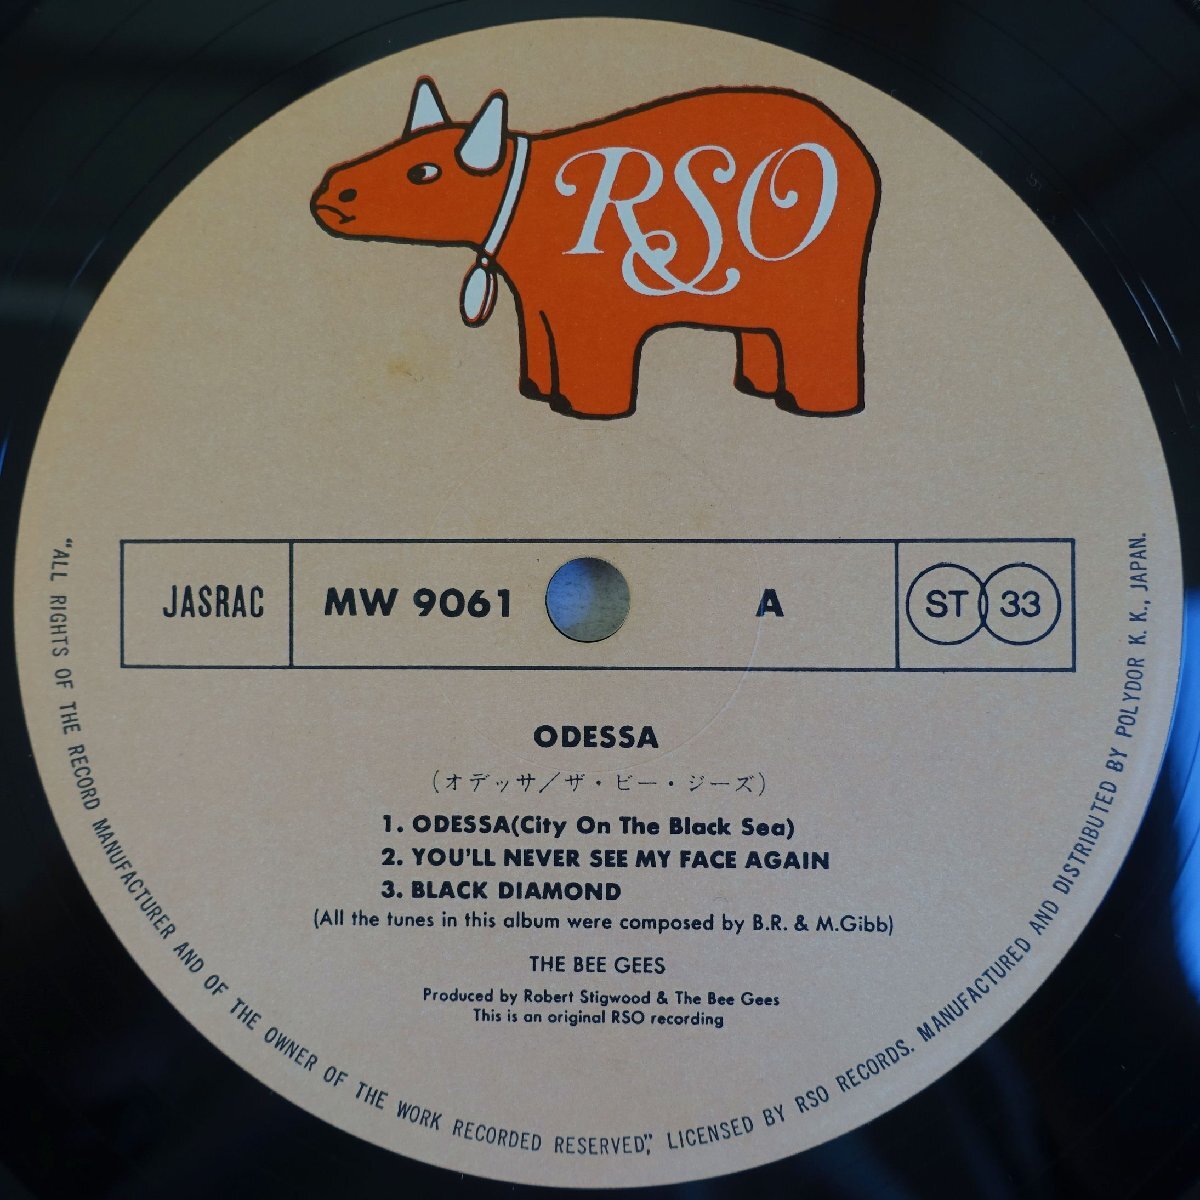 RSO
JASRAC MW 9061 A ST 33
ODESSA
(オデッサ/ザ・ビー・ジーズ)
1. ODESSA(City On The Black Sea)
2. YOU'LL NEVER SEE MY FACE AGAIN
3. BLACK DIAMOND
(All the tunes in this album were composed by B.R. & M.Gibb)
THE BEE GEES
Produced by Robert Stigwood & The Bee Gees
This is an original RSO recording
"ALL RIGHTS OF THE RECORD MANUFACTURER AND OF THE OWNER OF THE WORK RECORDED RESERVED", LICENSED BY RSO RECORDS. MANUFACTURED AND DISTRIBUTED BY POLYDOR K. K., JAPAN.